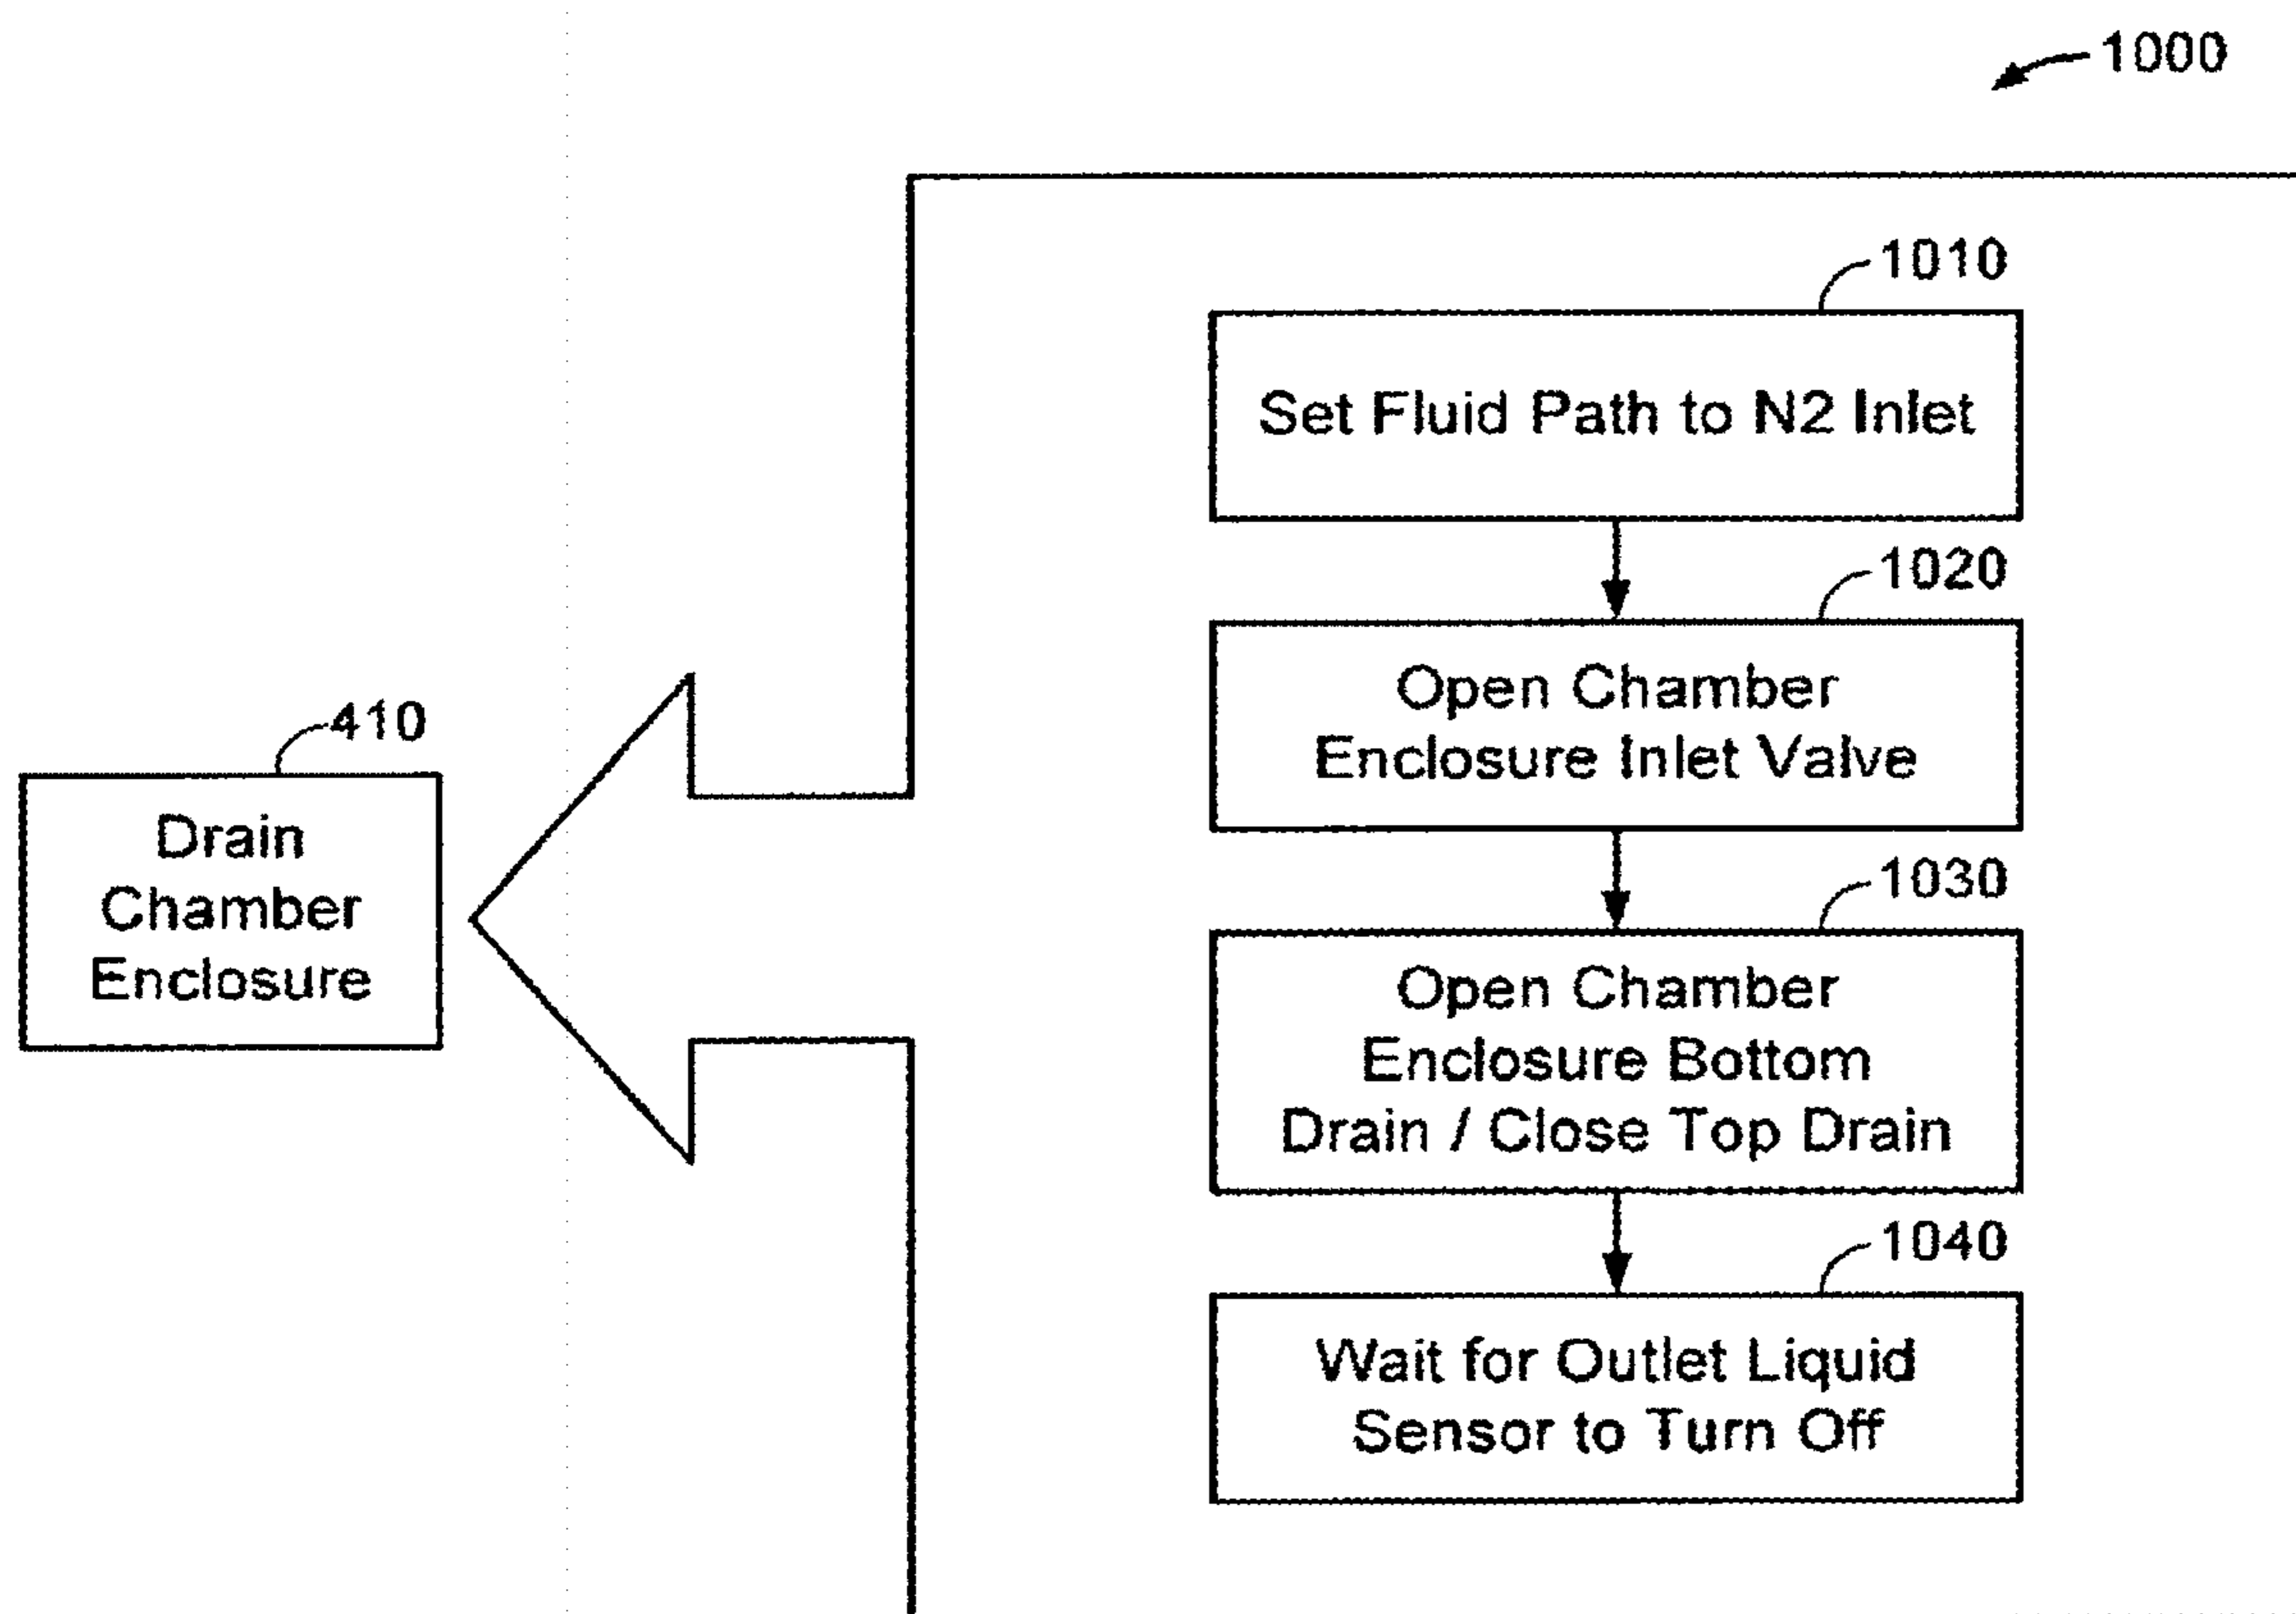 1000
1010
Set Fluid Path to N2 Inlet
1020
Open Chamber
Enclosure Inlet Valve
410
Drain
Chamber
Enclosure
1030
Open Chamber
Enclosure Bottom
Drain / Close Top Drain
1040
Wait for Outlet Liquid
Sensor to Turn Off